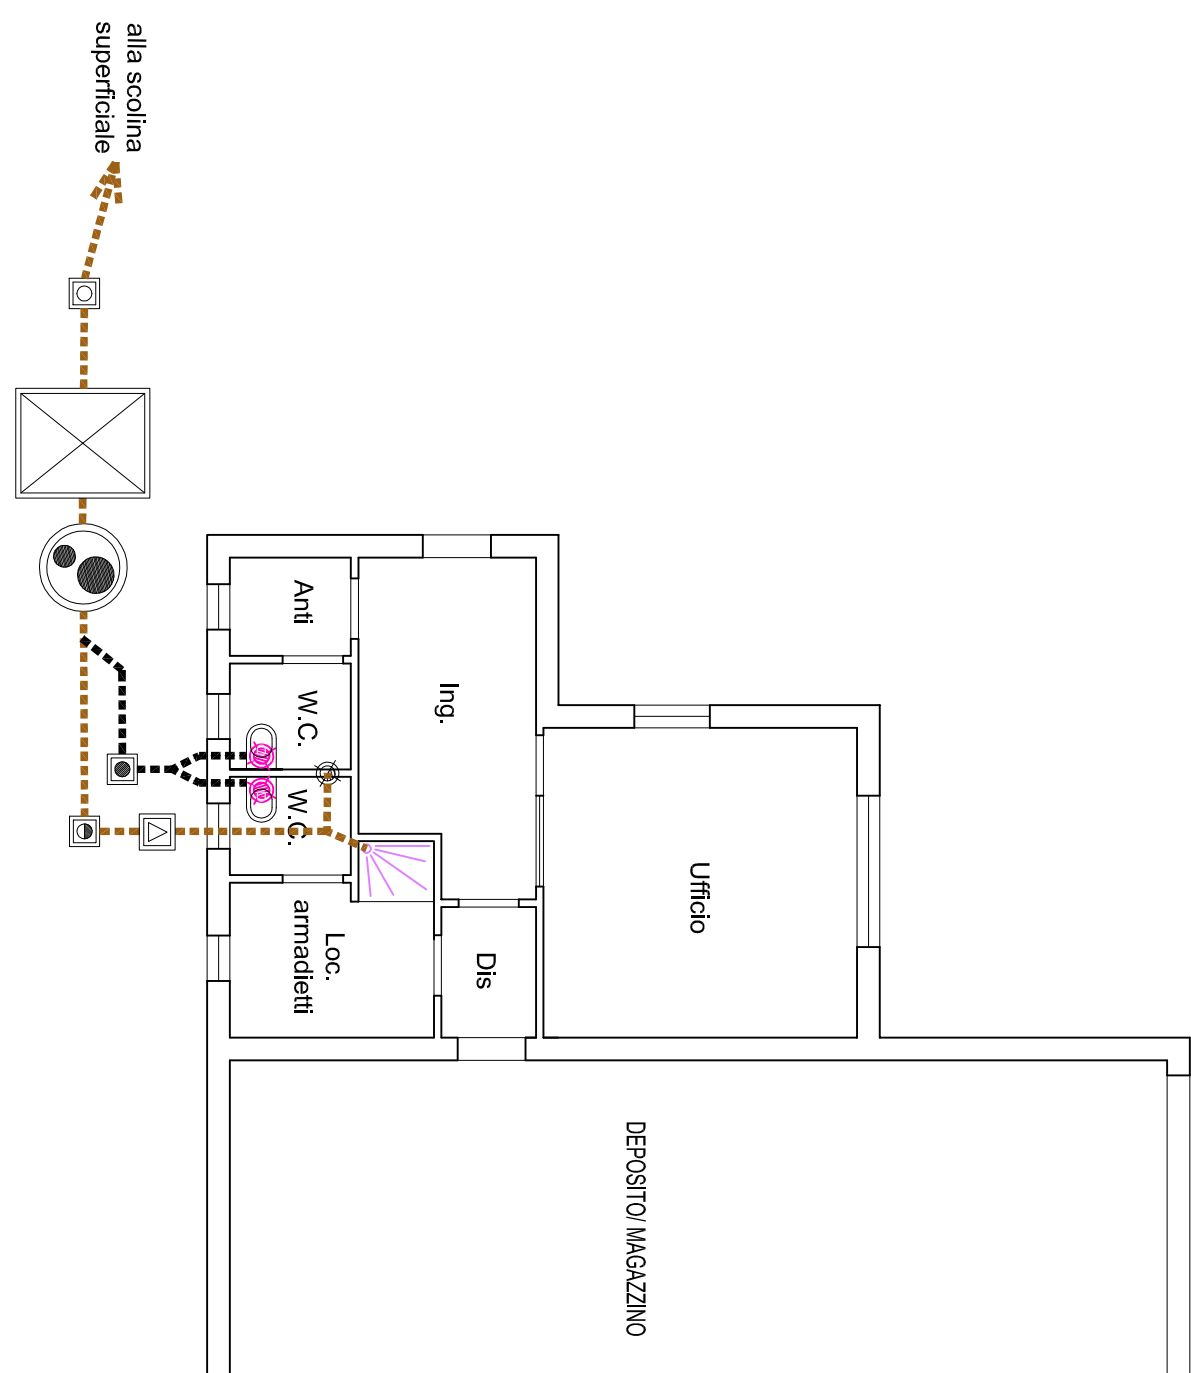 alla scolina
superficiale
Anti
W.C.
Ing.
W.C.
Ufficio
Loc.
armadietti
Dis
DEPOSITO/ MAGAZZINO